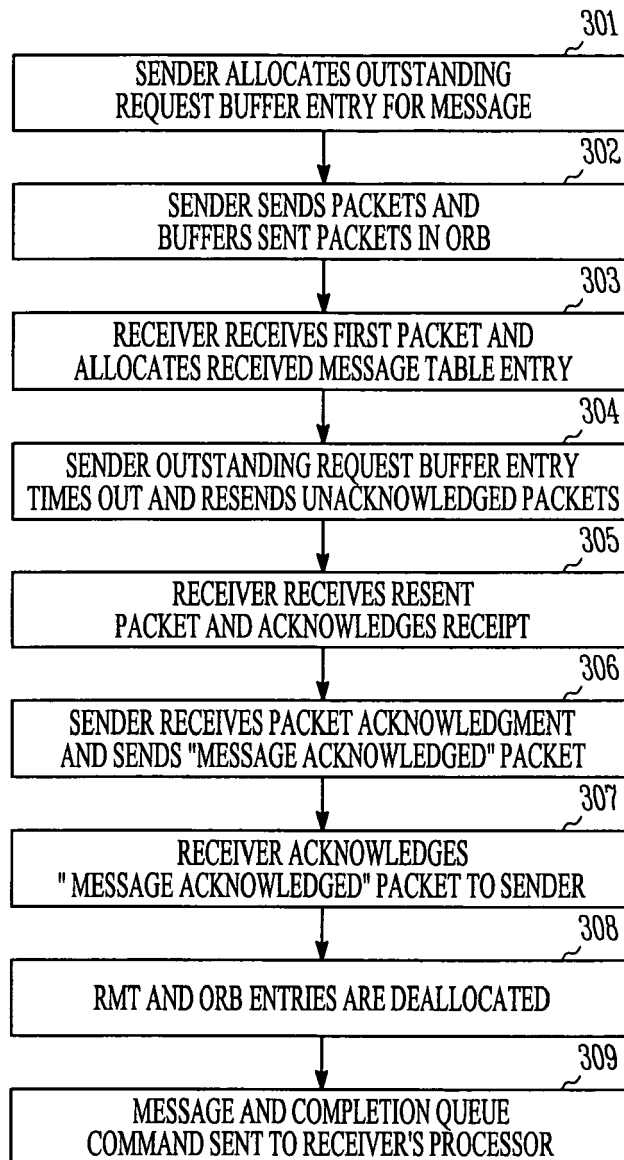 301
SENDER ALLOCATES OUTSTANDING
REQUEST BUFFER ENTRY FOR MESSAGE
302
SENDER SENDS PACKETS AND
BUFFERS SENT PACKETS IN ORB
303
RECEIVER RECEIVES FIRST PACKET AND
ALLOCATES RECEIVED MESSAGE TABLE ENTRY
304
SENDER OUTSTANDING REQUEST BUFFER ENTRY
TIMES OUT AND RESENDS UNACKNOWLEDGED PACKETS
305
RECEIVER RECEIVES RESENT
PACKET AND ACKNOWLEDGES RECEIPT
306
SENDER RECEIVES PACKET ACKNOWLEDGMENT
AND SENDS "MESSAGE ACKNOWLEDGED" PACKET
307
RECEIVER ACKNOWLEDGES
" MESSAGE ACKNOWLEDGED" PACKET TO SENDER
308
RMT AND ORB ENTRIES ARE DEALLOCATED
309
MESSAGE AND COMPLETION QUEUE
COMMAND SENT TO RECEIVER'S PROCESSOR